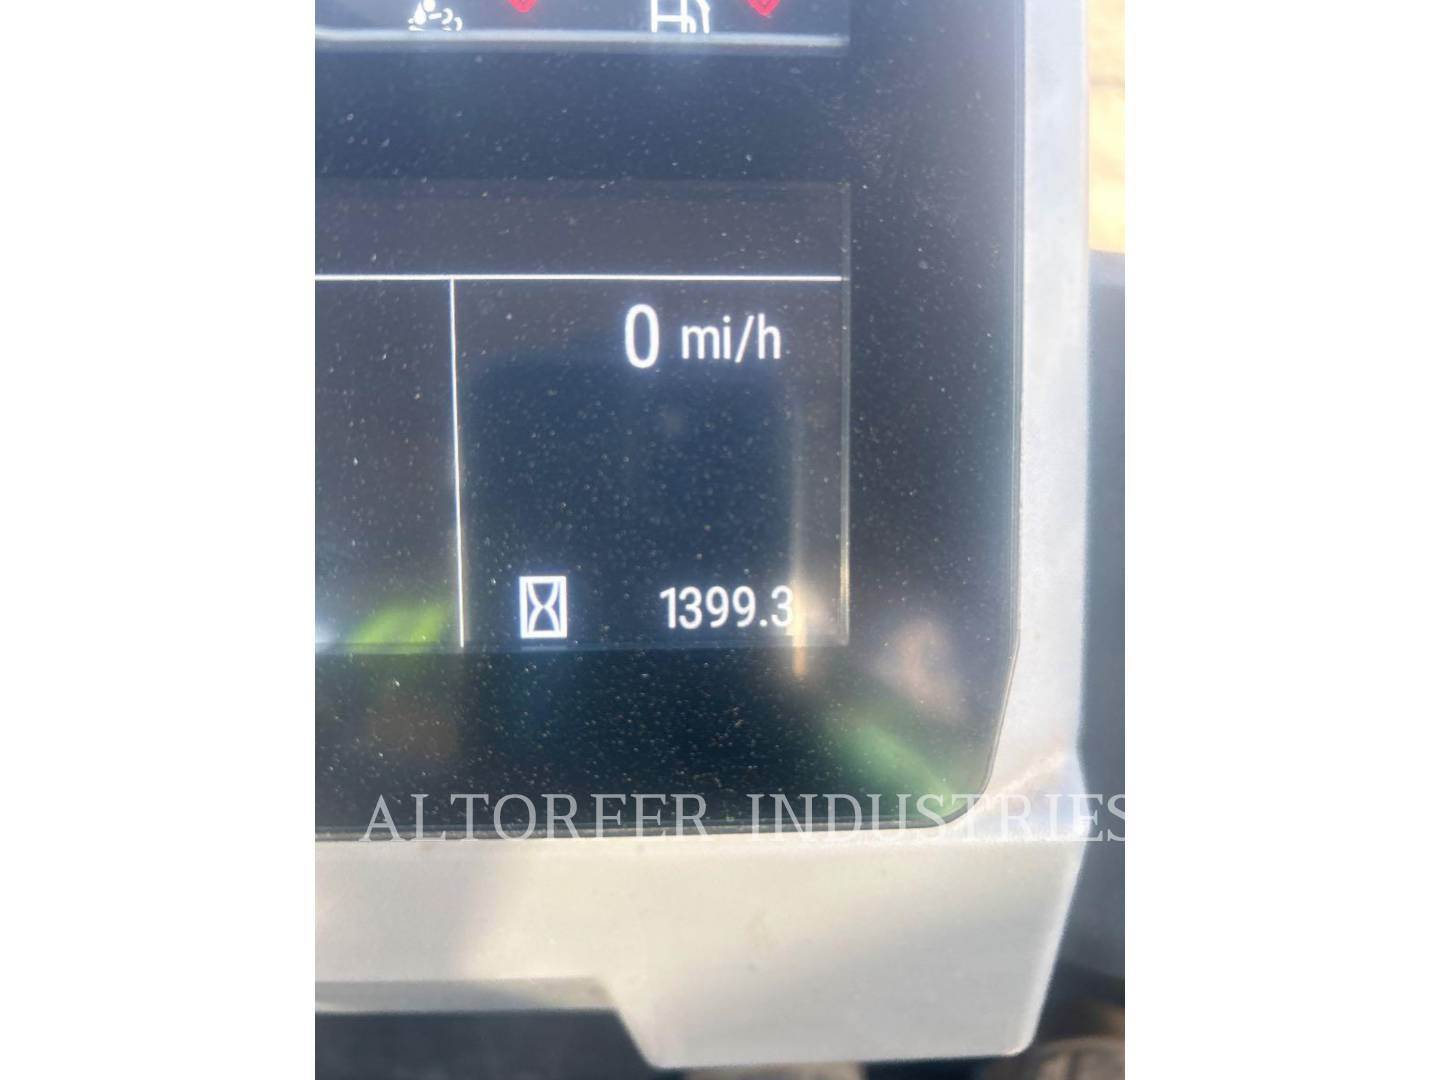 0 mi/h
1399.3
ALTORFER INDUSTRIES